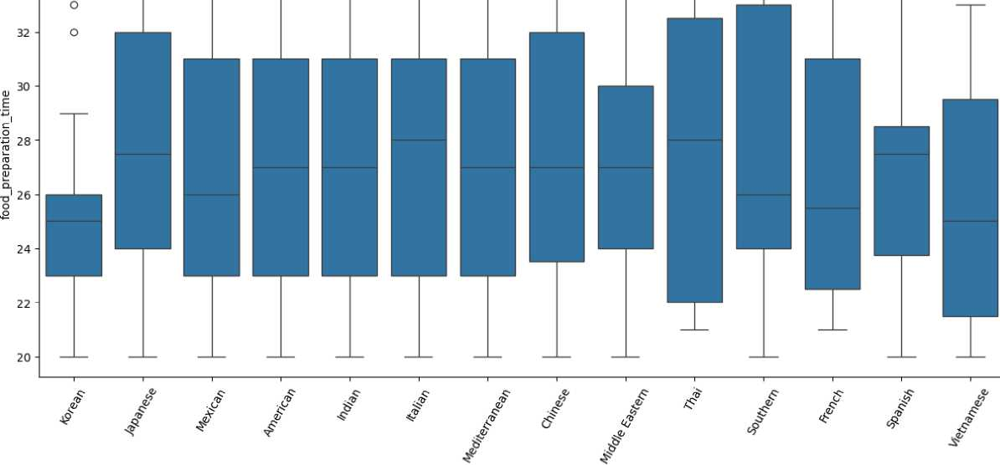 32
30
28
26
24
22
20
food_preparation_time
Korean
Japanese
Mexican
American
Indian
Italian
Mediterranean
Chinese
Middle Eastern
Thai
Southern
French
Spanish
Vietnamese